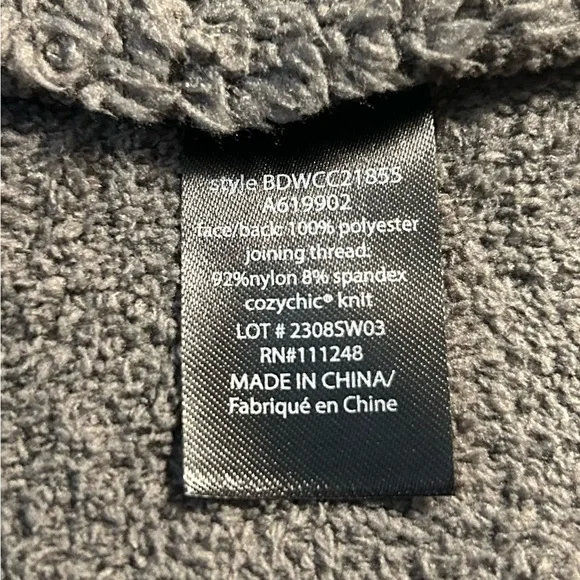 style BDWCC21855
A619902
face/back: 100% polyester
joining thread:
92%nylon 8% spandex
cozychic® knit
LOT # 2308SW03
RN#111248
MADE IN CHINA/
Fabriqué en Chine